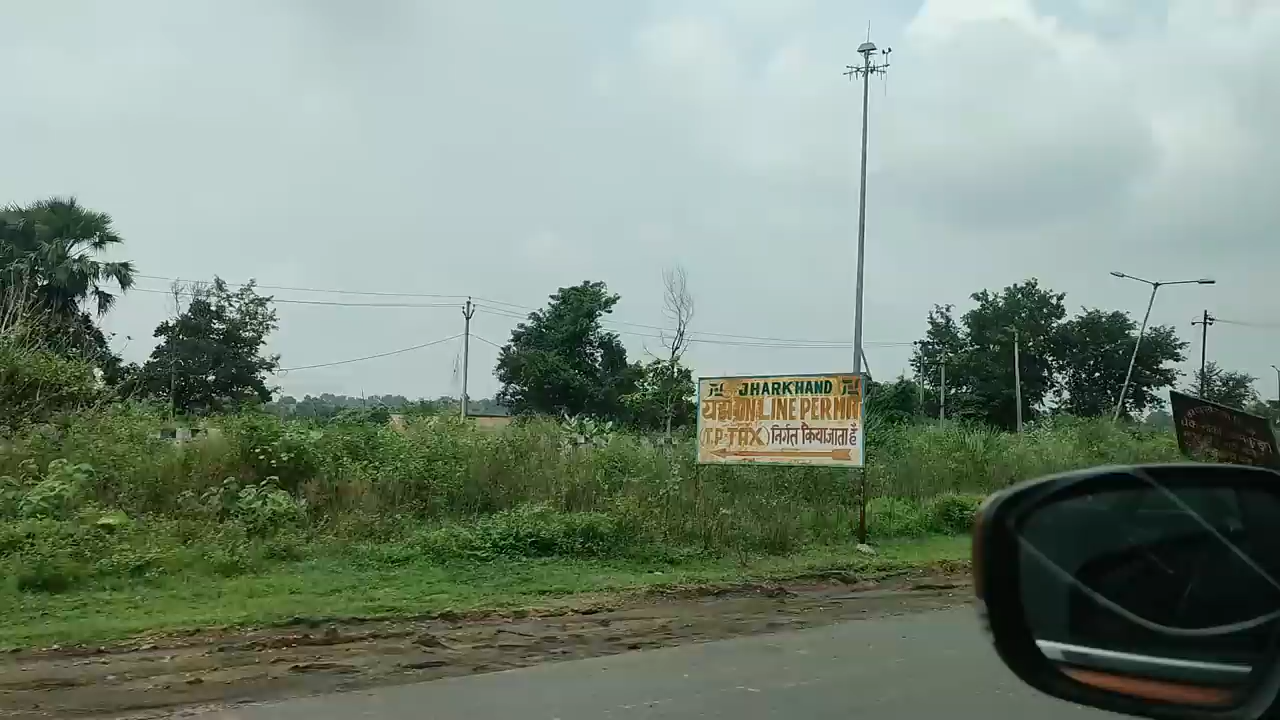 JHARKHAND
यहाँ ONLINE PERMIT
(T.P TAX) निर्गत किया जाता है